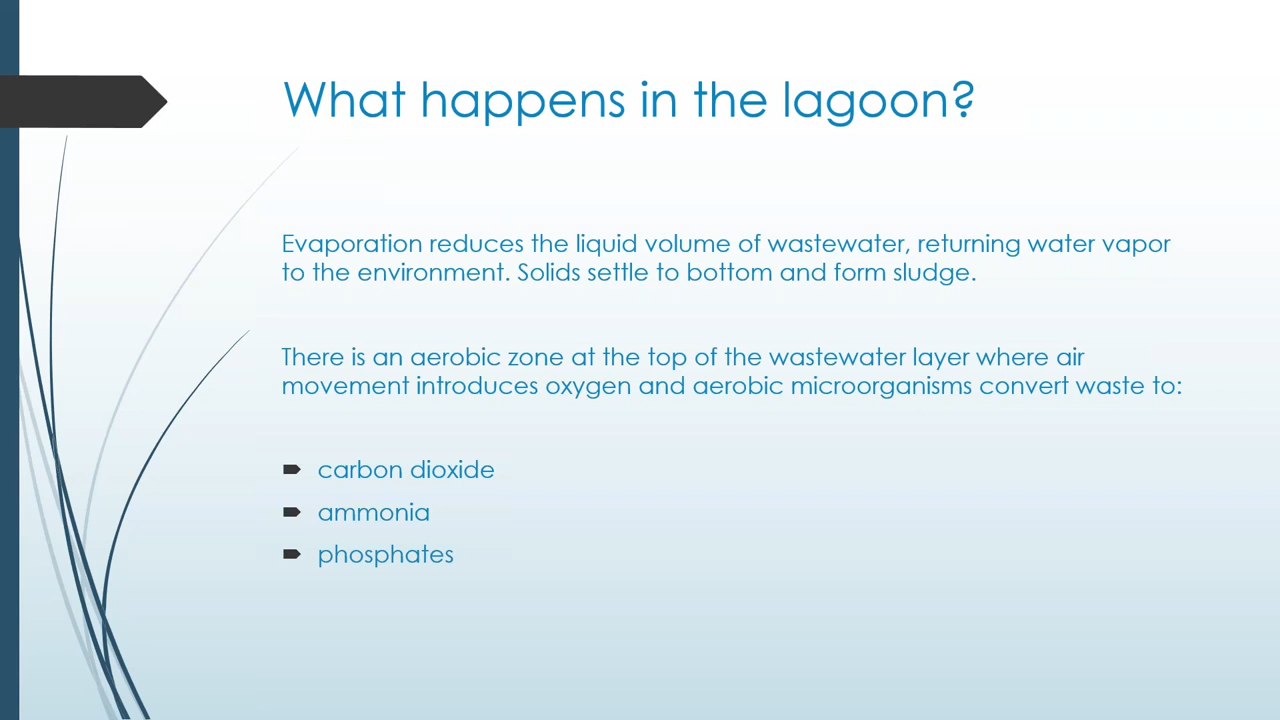 What happens in the lagoon?
Evaporation reduces the liquid volume of wastewater, returning water vapor
to the environment. Solids settle to bottom and form sludge.
There is an aerobic zone at the top of the wastewater layer where air
movement introduces oxygen and aerobic microorganisms convert waste to:
carbon dioxide
ammonia
phosphates